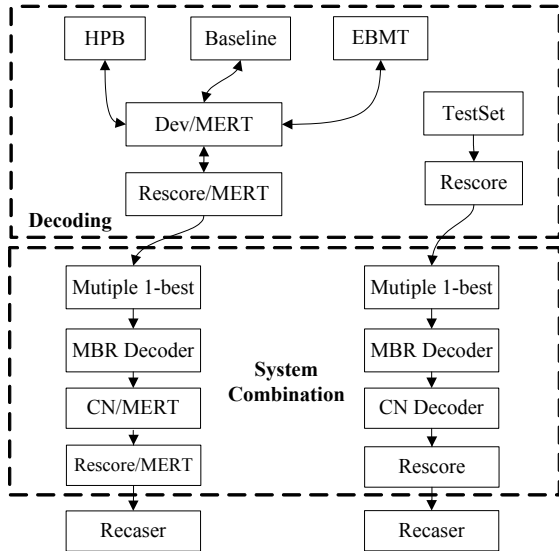 HPB
Baseline
EBMT
Dev/MERT
TestSet
Rescore/MERT
Rescore
Decoding
Mutiple 1-best
Mutiple 1-best
MBR Decoder
MBR Decoder
System
Combination
CN/MERT
CN Decoder
Rescore/MERT
Rescore
Recaser
Recaser